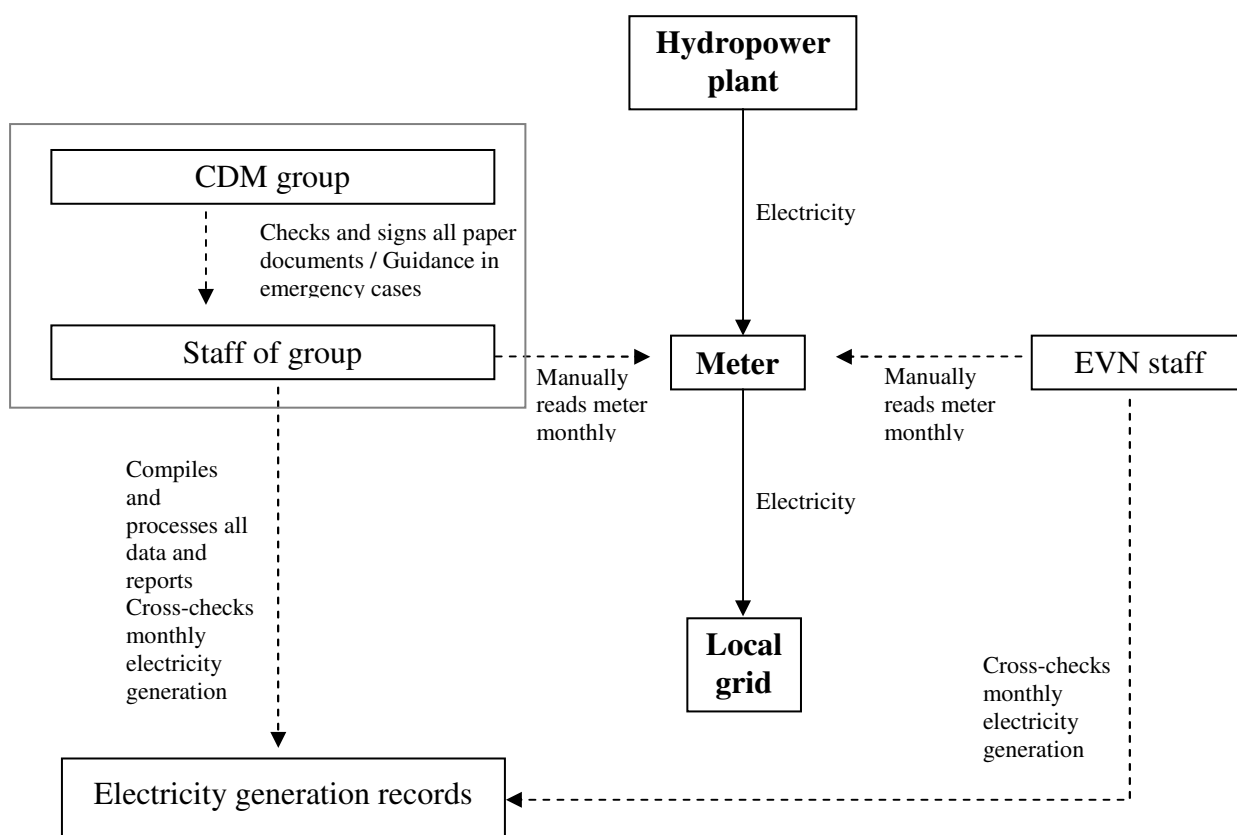 Hydropower
plant
CDM group
Electricity
Checks and signs all paper
documents / Guidance in
emergency cases
Staff of group
Meter
EVN staff
Manually
reads meter
monthly
Manually
reads meter
monthly
Compiles
and
processes all
data and
reports
Cross-checks
monthly
electricity
generation
Electricity
Local
grid
Cross-checks
monthly
electricity
generation
Electricity generation records